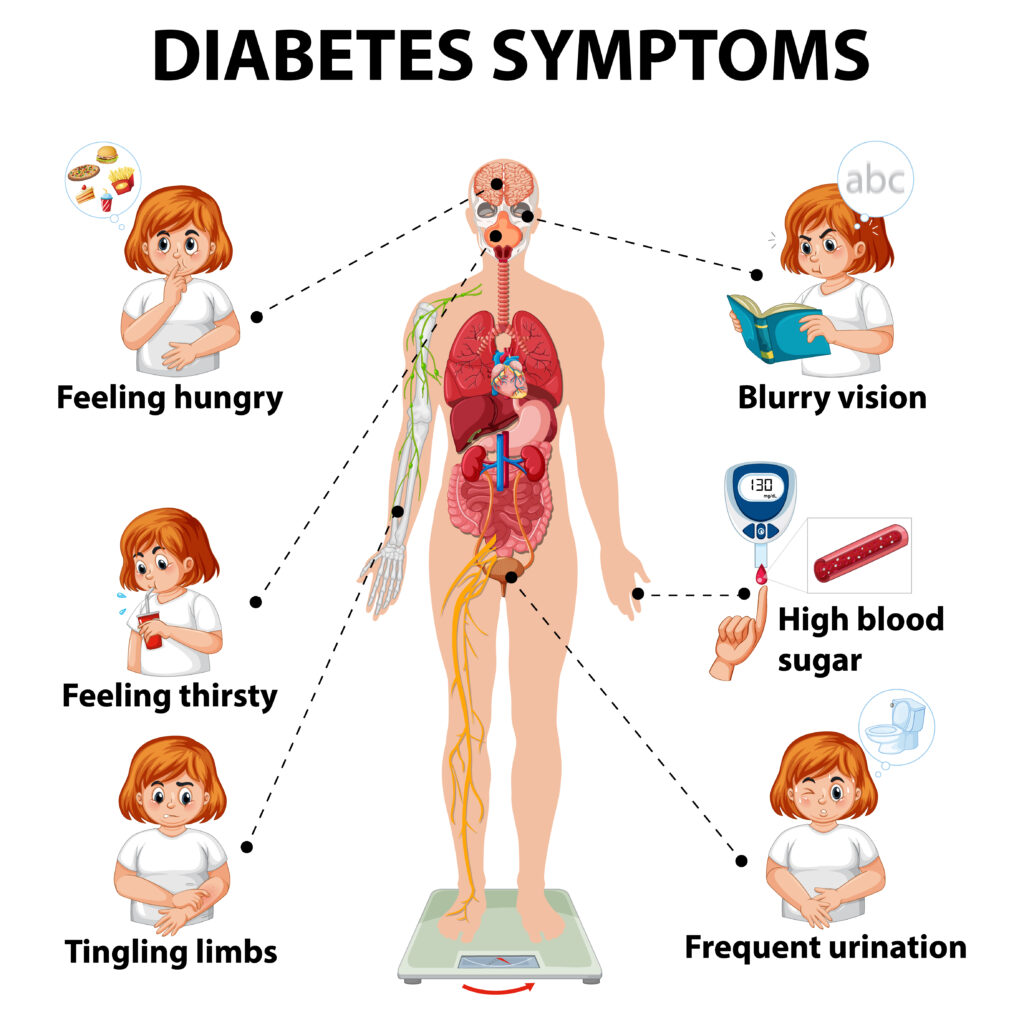 DIABETES SYMPTOMS
abc
Feeling hungry
Blurry vision
130
mg/dL
High blood
sugar
Feeling thirsty
Tingling limbs
Frequent urination